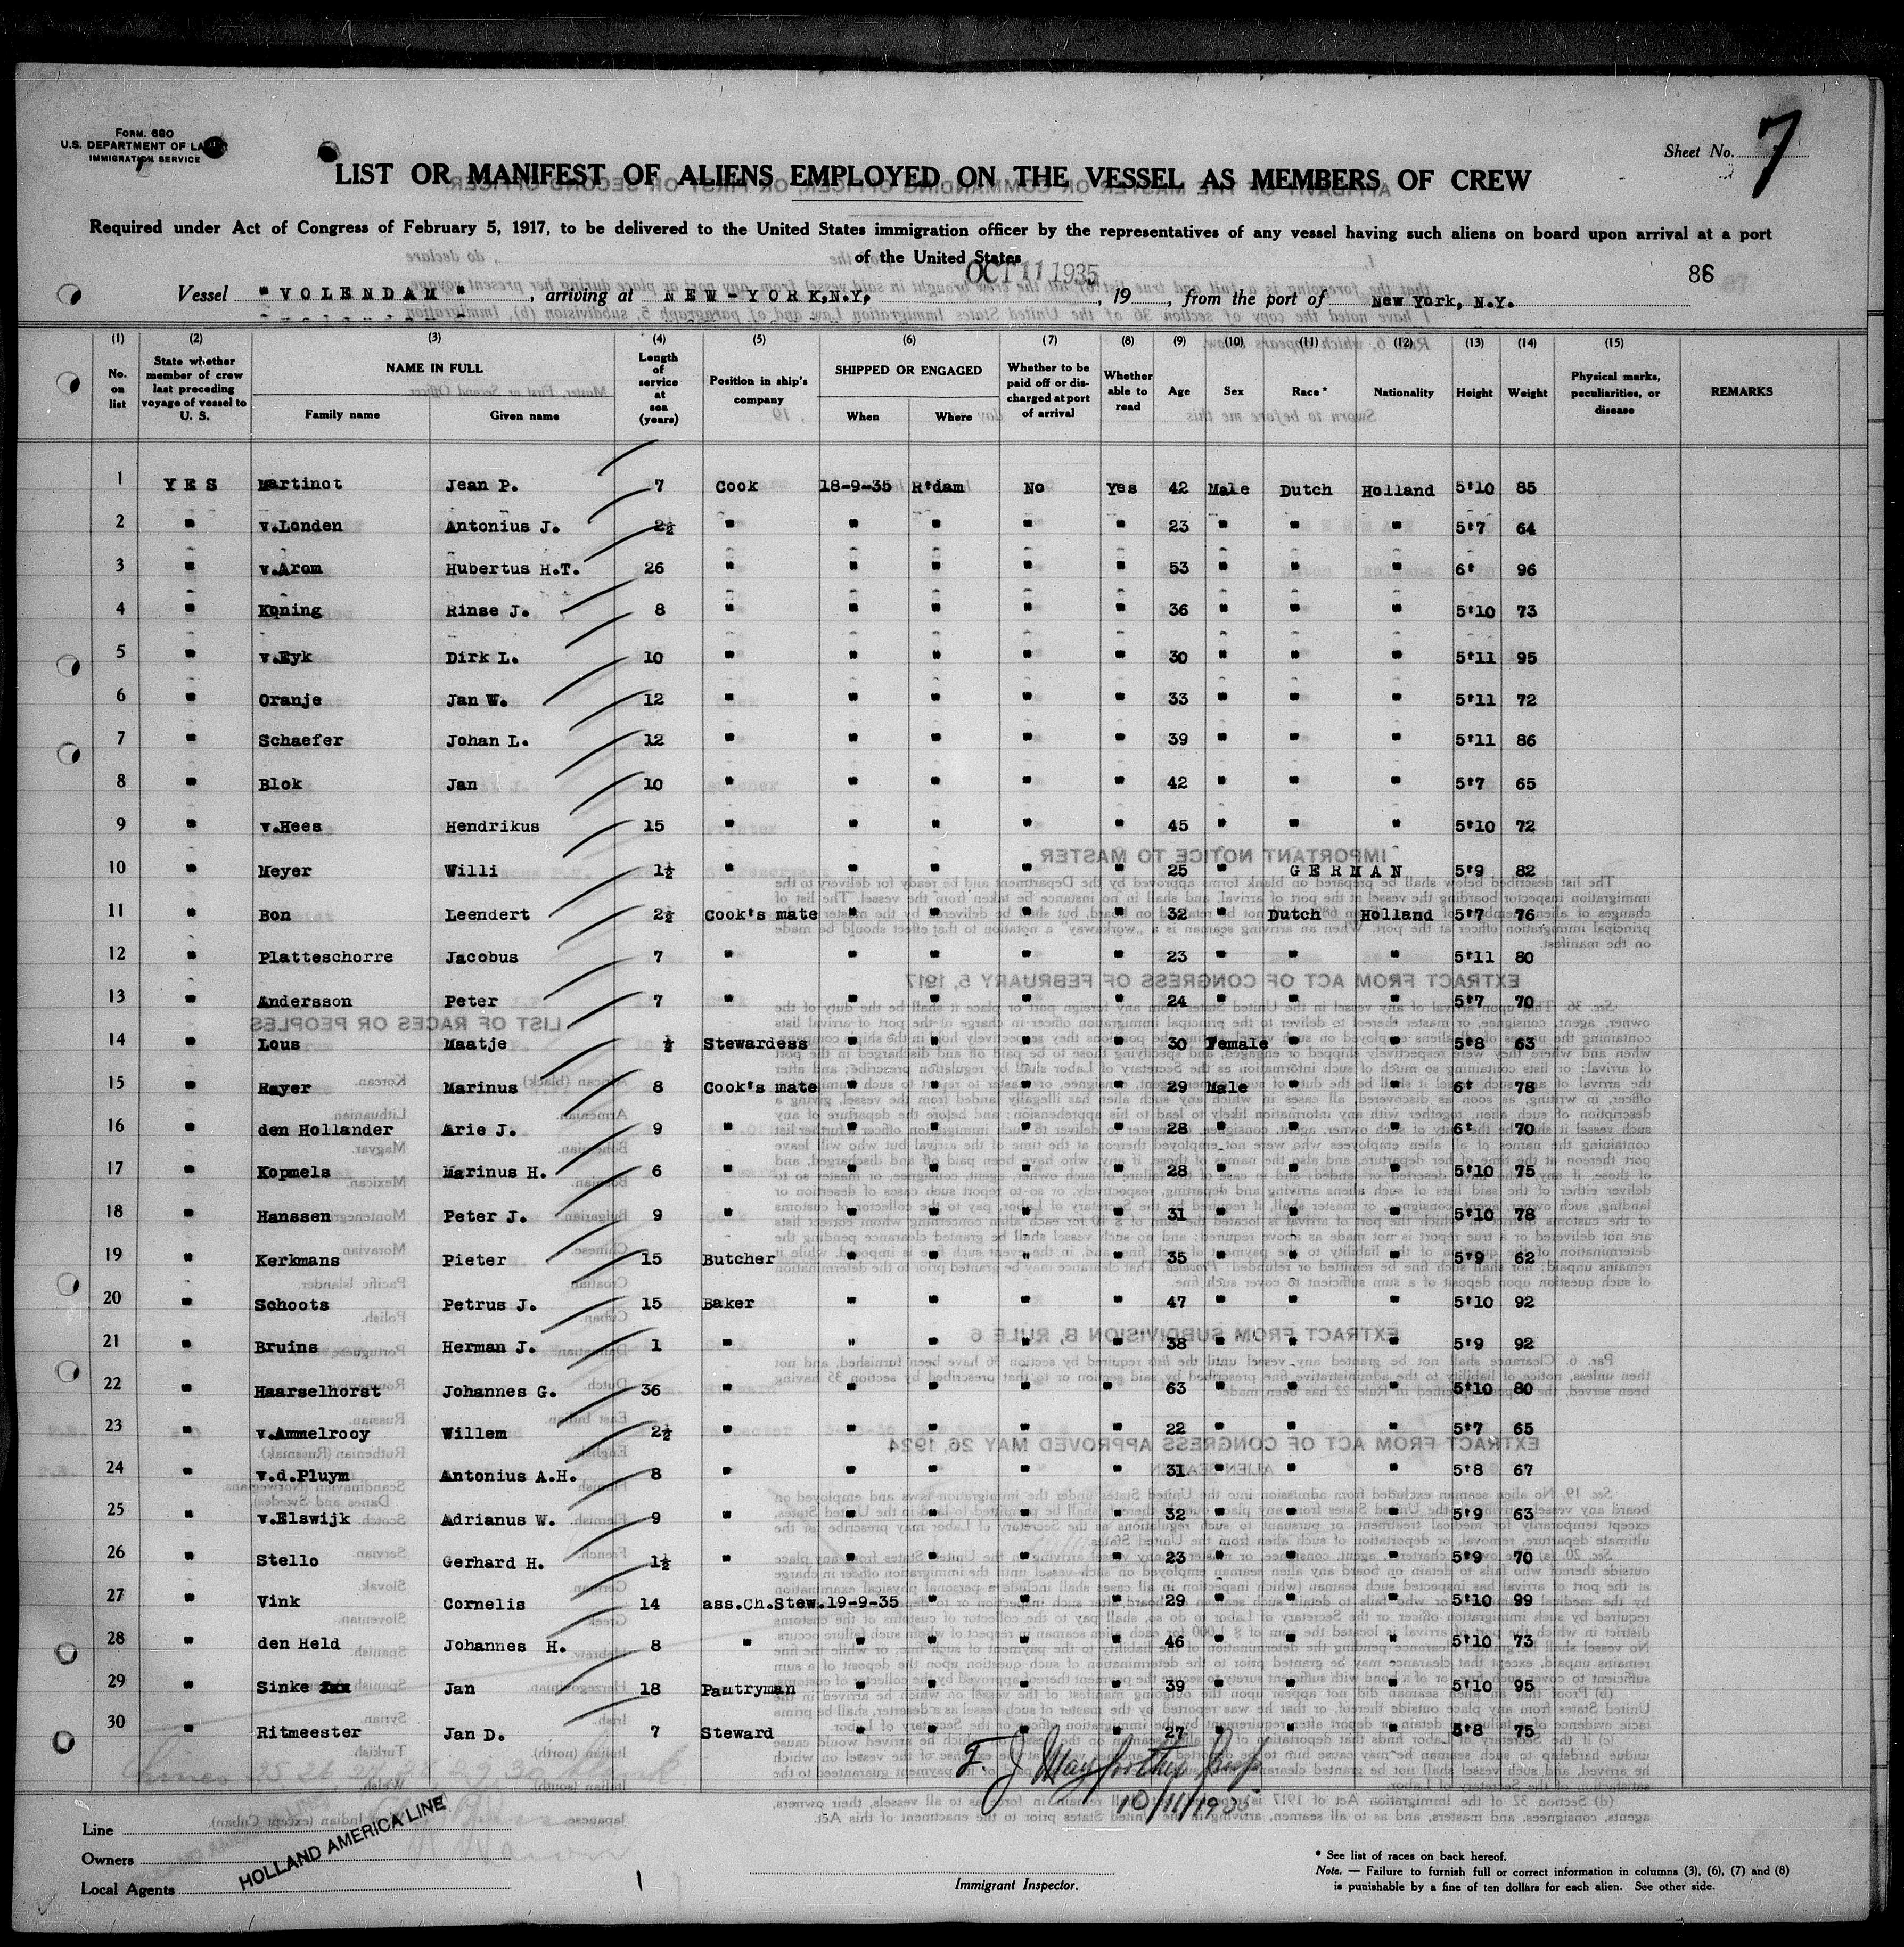 FORM. 680
U.S. DEPARTMENT OF LA
IMMIGRATION SERVICE
Sheet No. 7
LIST OR MANIFEST OF ALIENS EMPLOYED ON THE VESSEL AS MEMBERS OF CREW
Required under Act of Congress of February 5, 1917, to be delivered to the United States immigration officer by the representatives of any vessel having such aliens on board upon arrival at a port
of the United States
OCT 11 1935
86
Vessel "VOLENDAM", arriving at NEW-YORK,N.Y, , 19 , from the port of New York, N.Y.
(1) (2) (3) (4) (5) (6) (7) (8) (9) (10) (11) (12) (13) (14) (15)
No. on list | State whether member of crew last preceding voyage of vessel to U. S. | NAME IN FULL Family name Given name | Length of service at sea (years) | Position in ship's company | SHIPPED OR ENGAGED When Where | Whether to be paid off or discharged at port of arrival | Whether able to read | Age | Sex | Race* | Nationality | Height | Weight | Physical marks, peculiarities, or disease | REMARKS
1 YES Martinot Jean P. 7 Cook 18-9-35 R'dam No Yes 42 Male Dutch Holland 5'10 85
2 " v.Londen Antonius J. 2½ " " " " " 23 " " " 5'7 64
3 " v.Arom Hubertus H.T. 26 " " " " " 53 " " " 6' 96
4 " Koning Rinse J. 8 " " " " " 36 " " " 5'10 73
5 " v.Eyk Dirk L. 10 " " " " " 30 " " " 5'11 95
6 " Oranje Jan W. 12 " " " " " 33 " " " 5'11 72
7 " Schaefer Johan L. 12 " " " " " 39 " " " 5'11 86
8 " Blok Jan 10 " " " " " 42 " " " 5'7 65
9 " v.Hees Hendrikus 15 " " " " " 45 " " " 5'10 72
10 " Meyer Willi 1½ " " " " " 25 " GERMAN 5'9 82
11 " Bon Leendert 2½ Cook's mate " " " " 32 " Dutch Holland 5'7 76
12 " Platteschorre Jacobus 7 " " " " " 23 " " " 5'11 80
13 " Andersson Peter 7 " " " " " 24 " " " 5'7 70
14 " Lous Maatje ½ Stewardess " " " " 30 Female " " 5'8 63
15 " Rayer Marinus 8 Cook's mate " " " " 29 Male " " 6' 78
16 " den Hollander Arie J. 9 " " " " " 28 " " " 6' 70
17 " Kopmels Marinus H. 6 " " " " " 28 " " " 5'10 75
18 " Hanssen Peter J. 9 " " " " " 31 " " " 5'10 78
19 " Kerkmans Pieter 15 Butcher " " " " 35 " " " 5'9 62
20 " Schoots Petrus J. 15 Baker " " " " 47 " " " 5'10 92
21 " Bruins Herman J. 1 " " " " " 38 " " " 5'9 92
22 " Haarselhorst Johannes G. 36 " " " " " 63 " " " 5'10 80
23 " v.Ammelrooy Willem 2½ " " " " " 22 " " " 5'7 65
24 " v.d.Pluym Antonius A.H. 8 " " " " " 31 " " " 5'8 67
25 " v.Elswijk Adrianus W. 9 " " " " " 32 " " " 5'9 63
26 " Stello Gerhard H. 1½ " " " " " 23 " " " 5'9 70
27 " Vink Cornelis 14 ass.Ch.Stew. 19-9-35 " " " 29 " " " 5'10 99
28 " den Held Johannes H. 8 " " " " " 46 " " " 5'10 73
29 " Sinke Jan 18 Pantryman " " " " 39 " " " 5'10 95
30 " Ritmeester Jan D. 7 Steward " " " " 27 " " " 5'8 75
10/11/1935
Line
Owners
Local Agents
HOLLAND AMERICA LINE
Immigrant Inspector.
* See list of races on back hereof.
Note. — Failure to furnish full or correct information in columns (3), (6), (7) and (8)
is punishable by a fine of ten dollars for each alien. See other side.